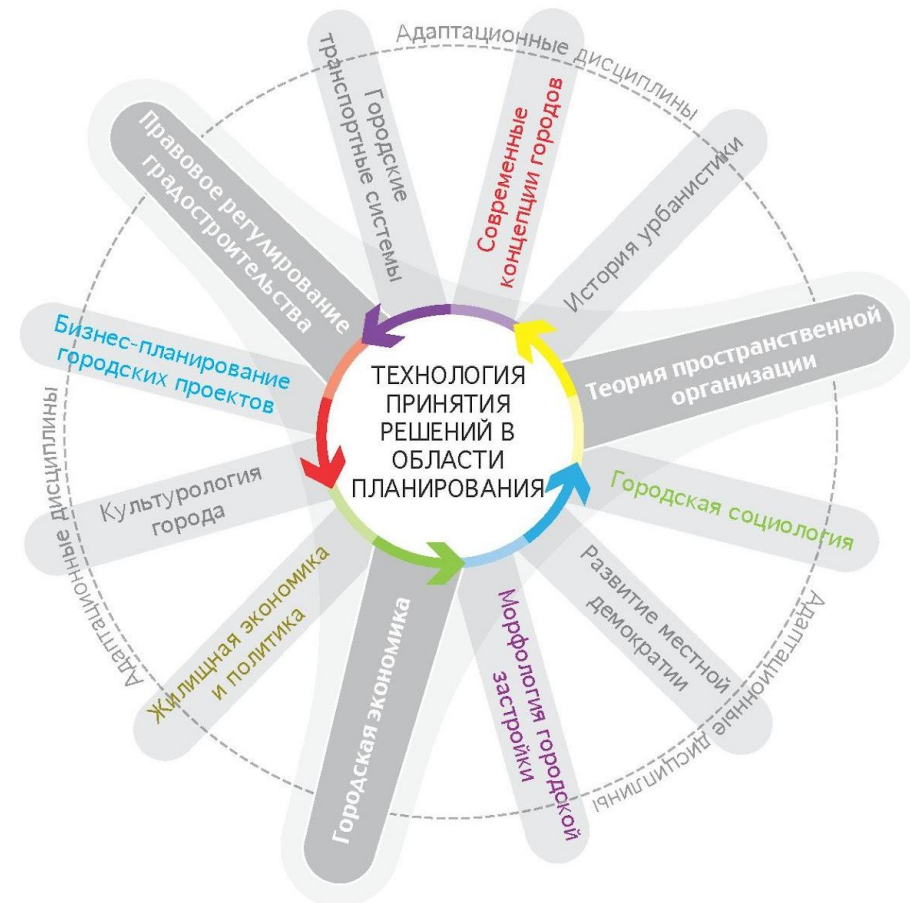 Адаптационные дисциплины
Городские
транспортные системы
Современные
концепции городов
История урбанистики
Теория пространственной
организации
Городская социология
Развитие местной
демократии
Адаптационные дисциплины
Морфология городской
застройки
Городская экономика
Жилищная экономика
и политика
Культурология
города
Адаптационные дисциплины
Бизнес-планирование
городских проектов
Правовое регулирование
градостроительства
ТЕХНОЛОГИЯ
ПРИНЯТИЯ
РЕШЕНИЙ В
ОБЛАСТИ
ПЛАНИРОВАНИЯ